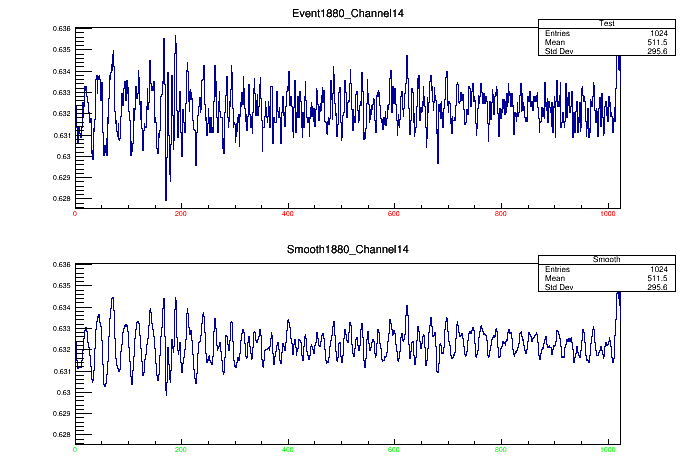 Event1880_Channel14
Test
Entries 1024
Mean 511.5
Std Dev 295.6
0.636
0.635
0.634
0.633
0.632
0.631
0.63
0.629
0.628
0 200 400 600 800 1000
Smooth1880_Channel14
Smooth
Entries 1024
Mean 511.5
Std Dev 295.6
0.636
0.635
0.634
0.633
0.632
0.631
0.63
0.629
0.628
0 200 400 600 800 1000